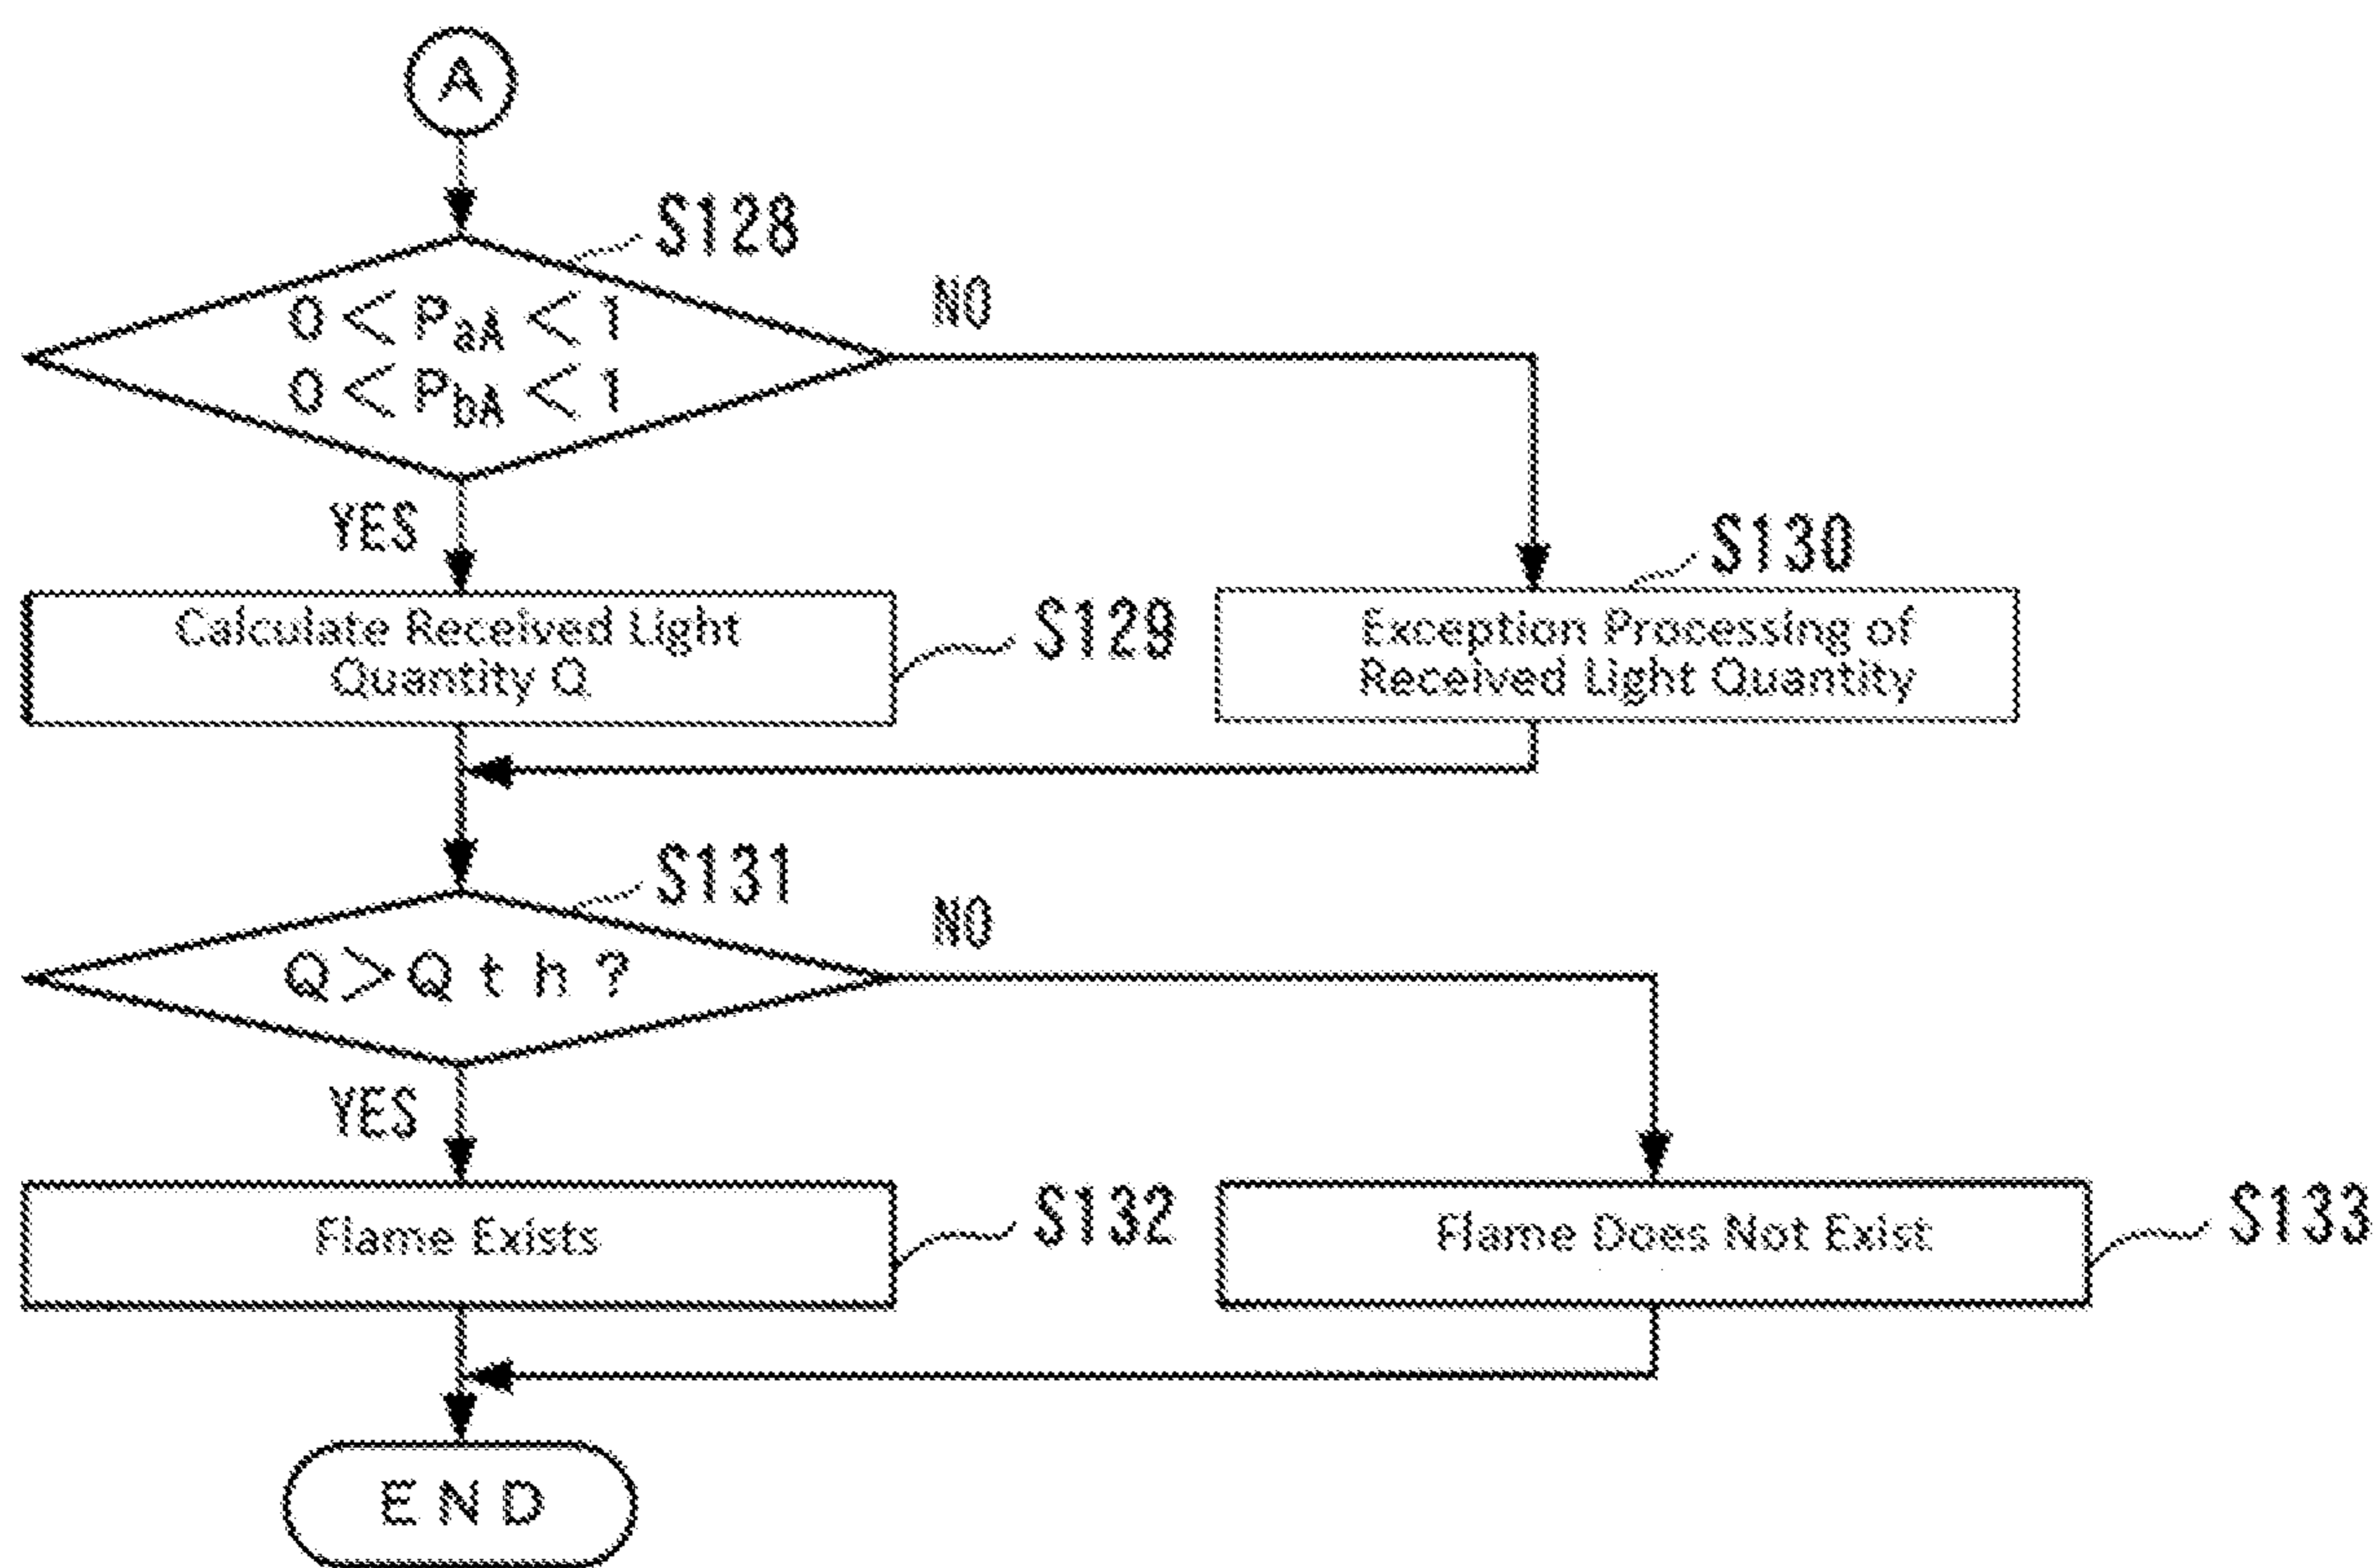 A
S128
0 < PaA < 1
0 < PbA < 1
NO
YES
S130
Calculate Received Light
Quantity Q
S129
Exception Processing of
Received Light Quantity
S131
Q > Q t h ?
NO
YES
Flame Exists
S132
Flame Does Not Exist
S133
E N D